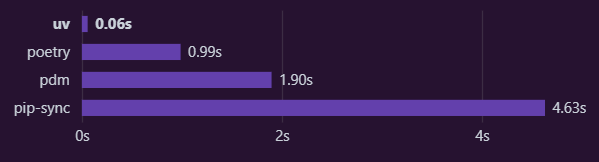 uv 0.06s
poetry 0.99s
pdm 1.90s
pip-sync 4.63s
0s 2s 4s